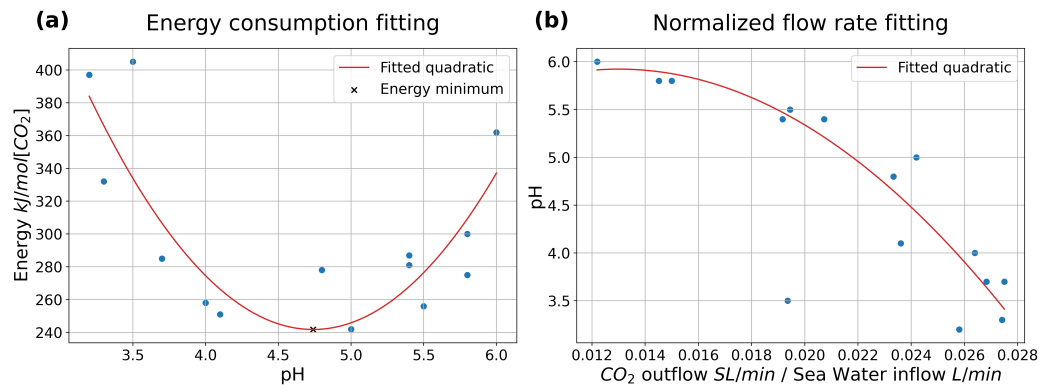 (a) Energy consumption fitting
Energy kJ/mol[CO2]
400
380
360
340
320
300
280
260
240
Fitted quadratic
Energy minimum
3.5 4.0 4.5 5.0 5.5 6.0
pH
(b) Normalized flow rate fitting
pH
6.0
5.5
5.0
4.5
4.0
3.5
Fitted quadratic
0.012 0.014 0.016 0.018 0.020 0.022 0.024 0.026 0.028
CO2 outflow SL/min / Sea Water inflow L/min